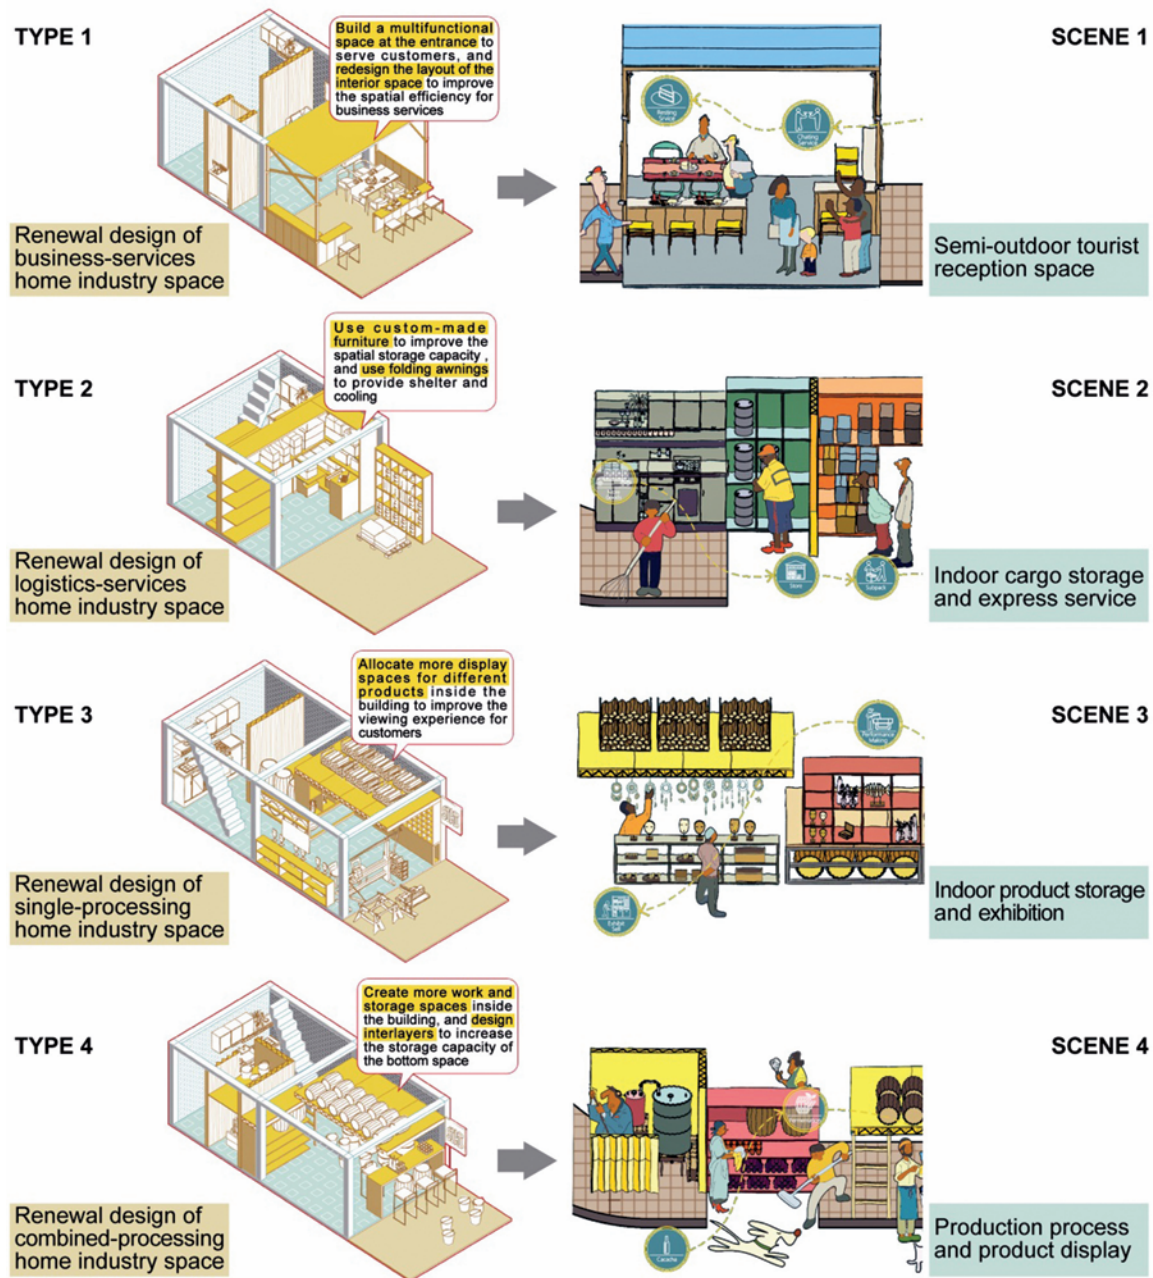 TYPE 1
Build a multifunctional
space at the entrance to
serve customers, and
redesign the layout of the
interior space to improve
the spatial efficiency for
business services
SCENE 1
Renewal design of
business-services
home industry space
Semi-outdoor tourist
reception space
TYPE 2
Use custom-made
furniture to improve the
spatial storage capacity ,
and use folding awnings
to provide shelter and
cooling
SCENE 2
Store
Renewal design of
logistics-services
home industry space
Indoor cargo storage
and express service
TYPE 3
Allocate more display
spaces for different
products inside the
building to improve the
viewing experience for
customers
SCENE 3
Performance
Making
Exhibit
Sell
Renewal design of
single-processing
home industry space
Indoor product storage
and exhibition
TYPE 4
Create more work and
storage spaces inside
the building, and design
interlayers to increase
the storage capacity of
the bottom space
SCENE 4
Renewal design of
combined-processing
home industry space
Production process
and product display